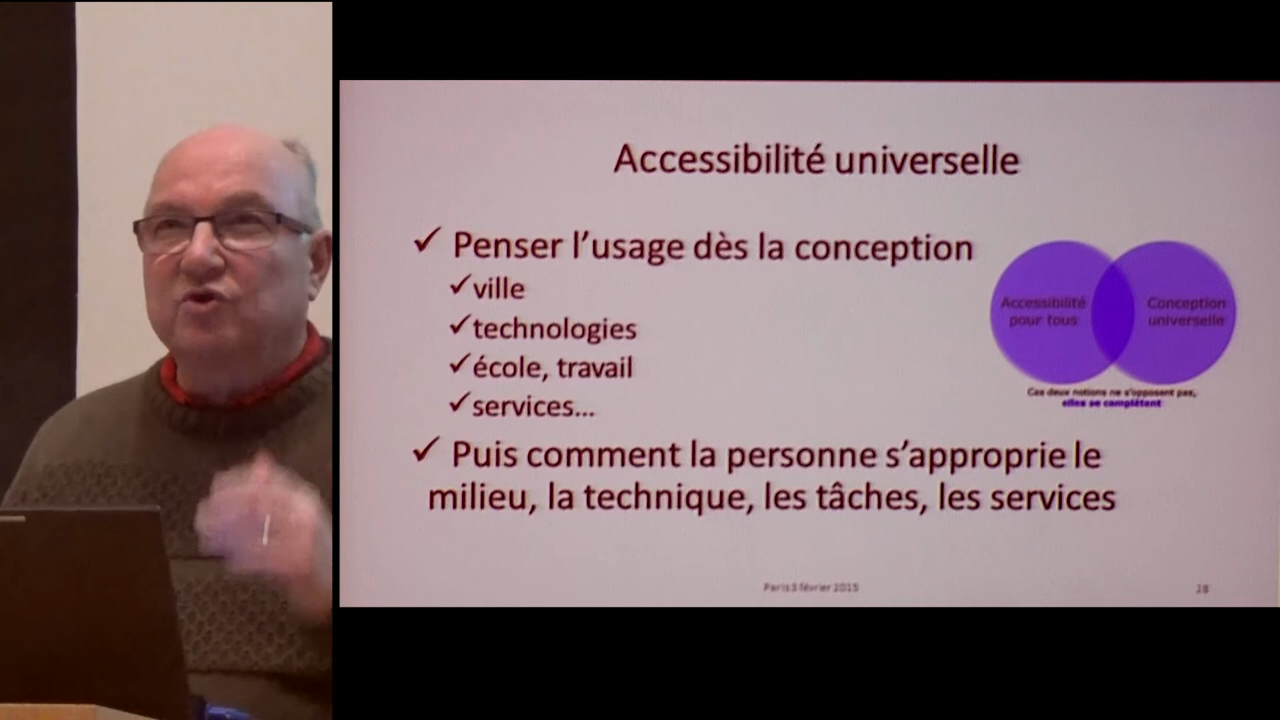 Accessibilité universelle
✓ Penser l'usage dès la conception
✓ville
✓technologies
✓école, travail
✓services...
✓ Puis comment la personne s'approprie le
milieu, la technique, les tâches, les services
Accessibilité
pour tous
Conception
universelle
Ces deux notions ne s'opposent pas,
elles se complètent
Paris 3 février 2015
28